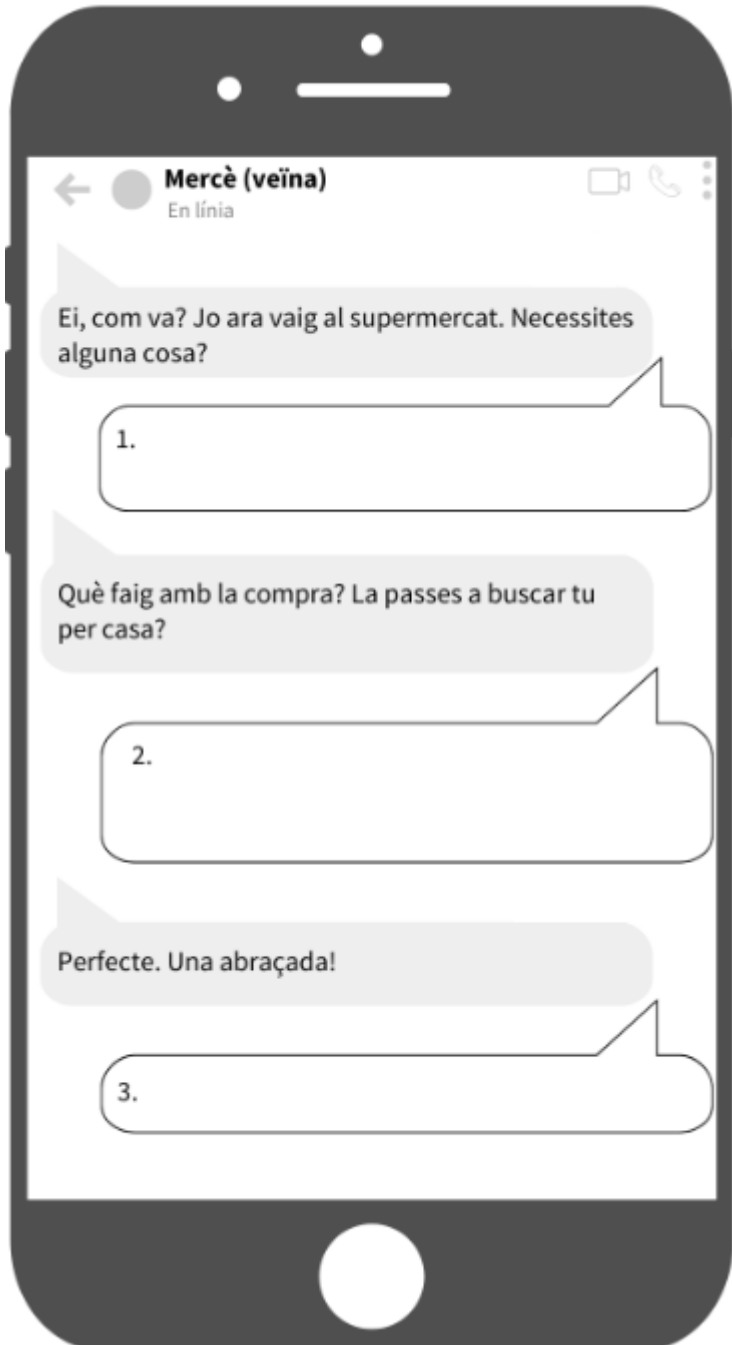 Mercè (veïna)
En línia
Ei, com va? Jo ara vaig al supermercat. Necessites
alguna cosa?
1.
Què faig amb la compra? La passes a buscar tu
per casa?
2.
Perfecte. Una abraçada!
3.